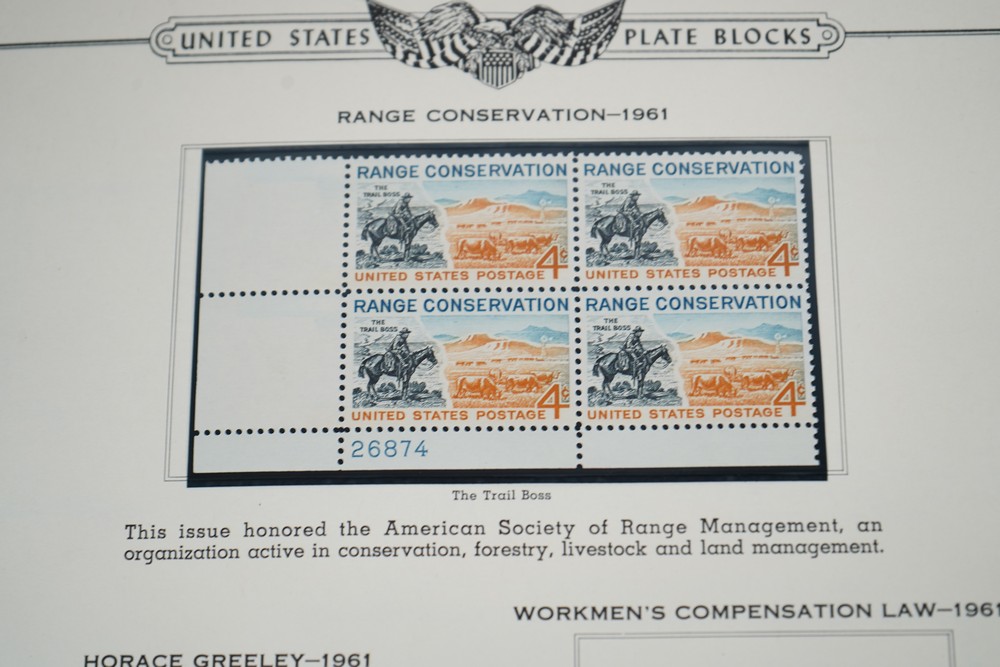 UNITED STATES PLATE BLOCKS
RANGE CONSERVATION—1961
RANGE CONSERVATION
THE
TRAIL BOSS
4¢
UNITED STATES POSTAGE
RANGE CONSERVATION
THE
TRAIL BOSS
4¢
UNITED STATES POSTAGE
RANGE CONSERVATION
THE
TRAIL BOSS
4¢
UNITED STATES POSTAGE
RANGE CONSERVATION
THE
TRAIL BOSS
4¢
UNITED STATES POSTAGE
26874
The Trail Boss
This issue honored the American Society of Range Management, an
organization active in conservation, forestry, livestock and land management.
WORKMEN'S COMPENSATION LAW—1961
HORACE GREELEY—1961